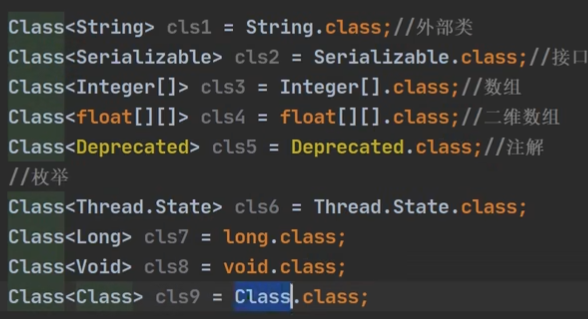 Class<String> cls1 = String.class;//外部类
Class<Serializable> cls2 = Serializable.class;//接口
Class<Integer[]> cls3 = Integer[].class;//数组
Class<float[][]> cls4 = float[][].class;//二维数组
Class<Deprecated> cls5 = Deprecated.class;//注解
//枚举
Class<Thread.State> cls6 = Thread.State.class;
Class<Long> cls7 = long.class;
Class<Void> cls8 = void.class;
Class<Class> cls9 = Class.class;